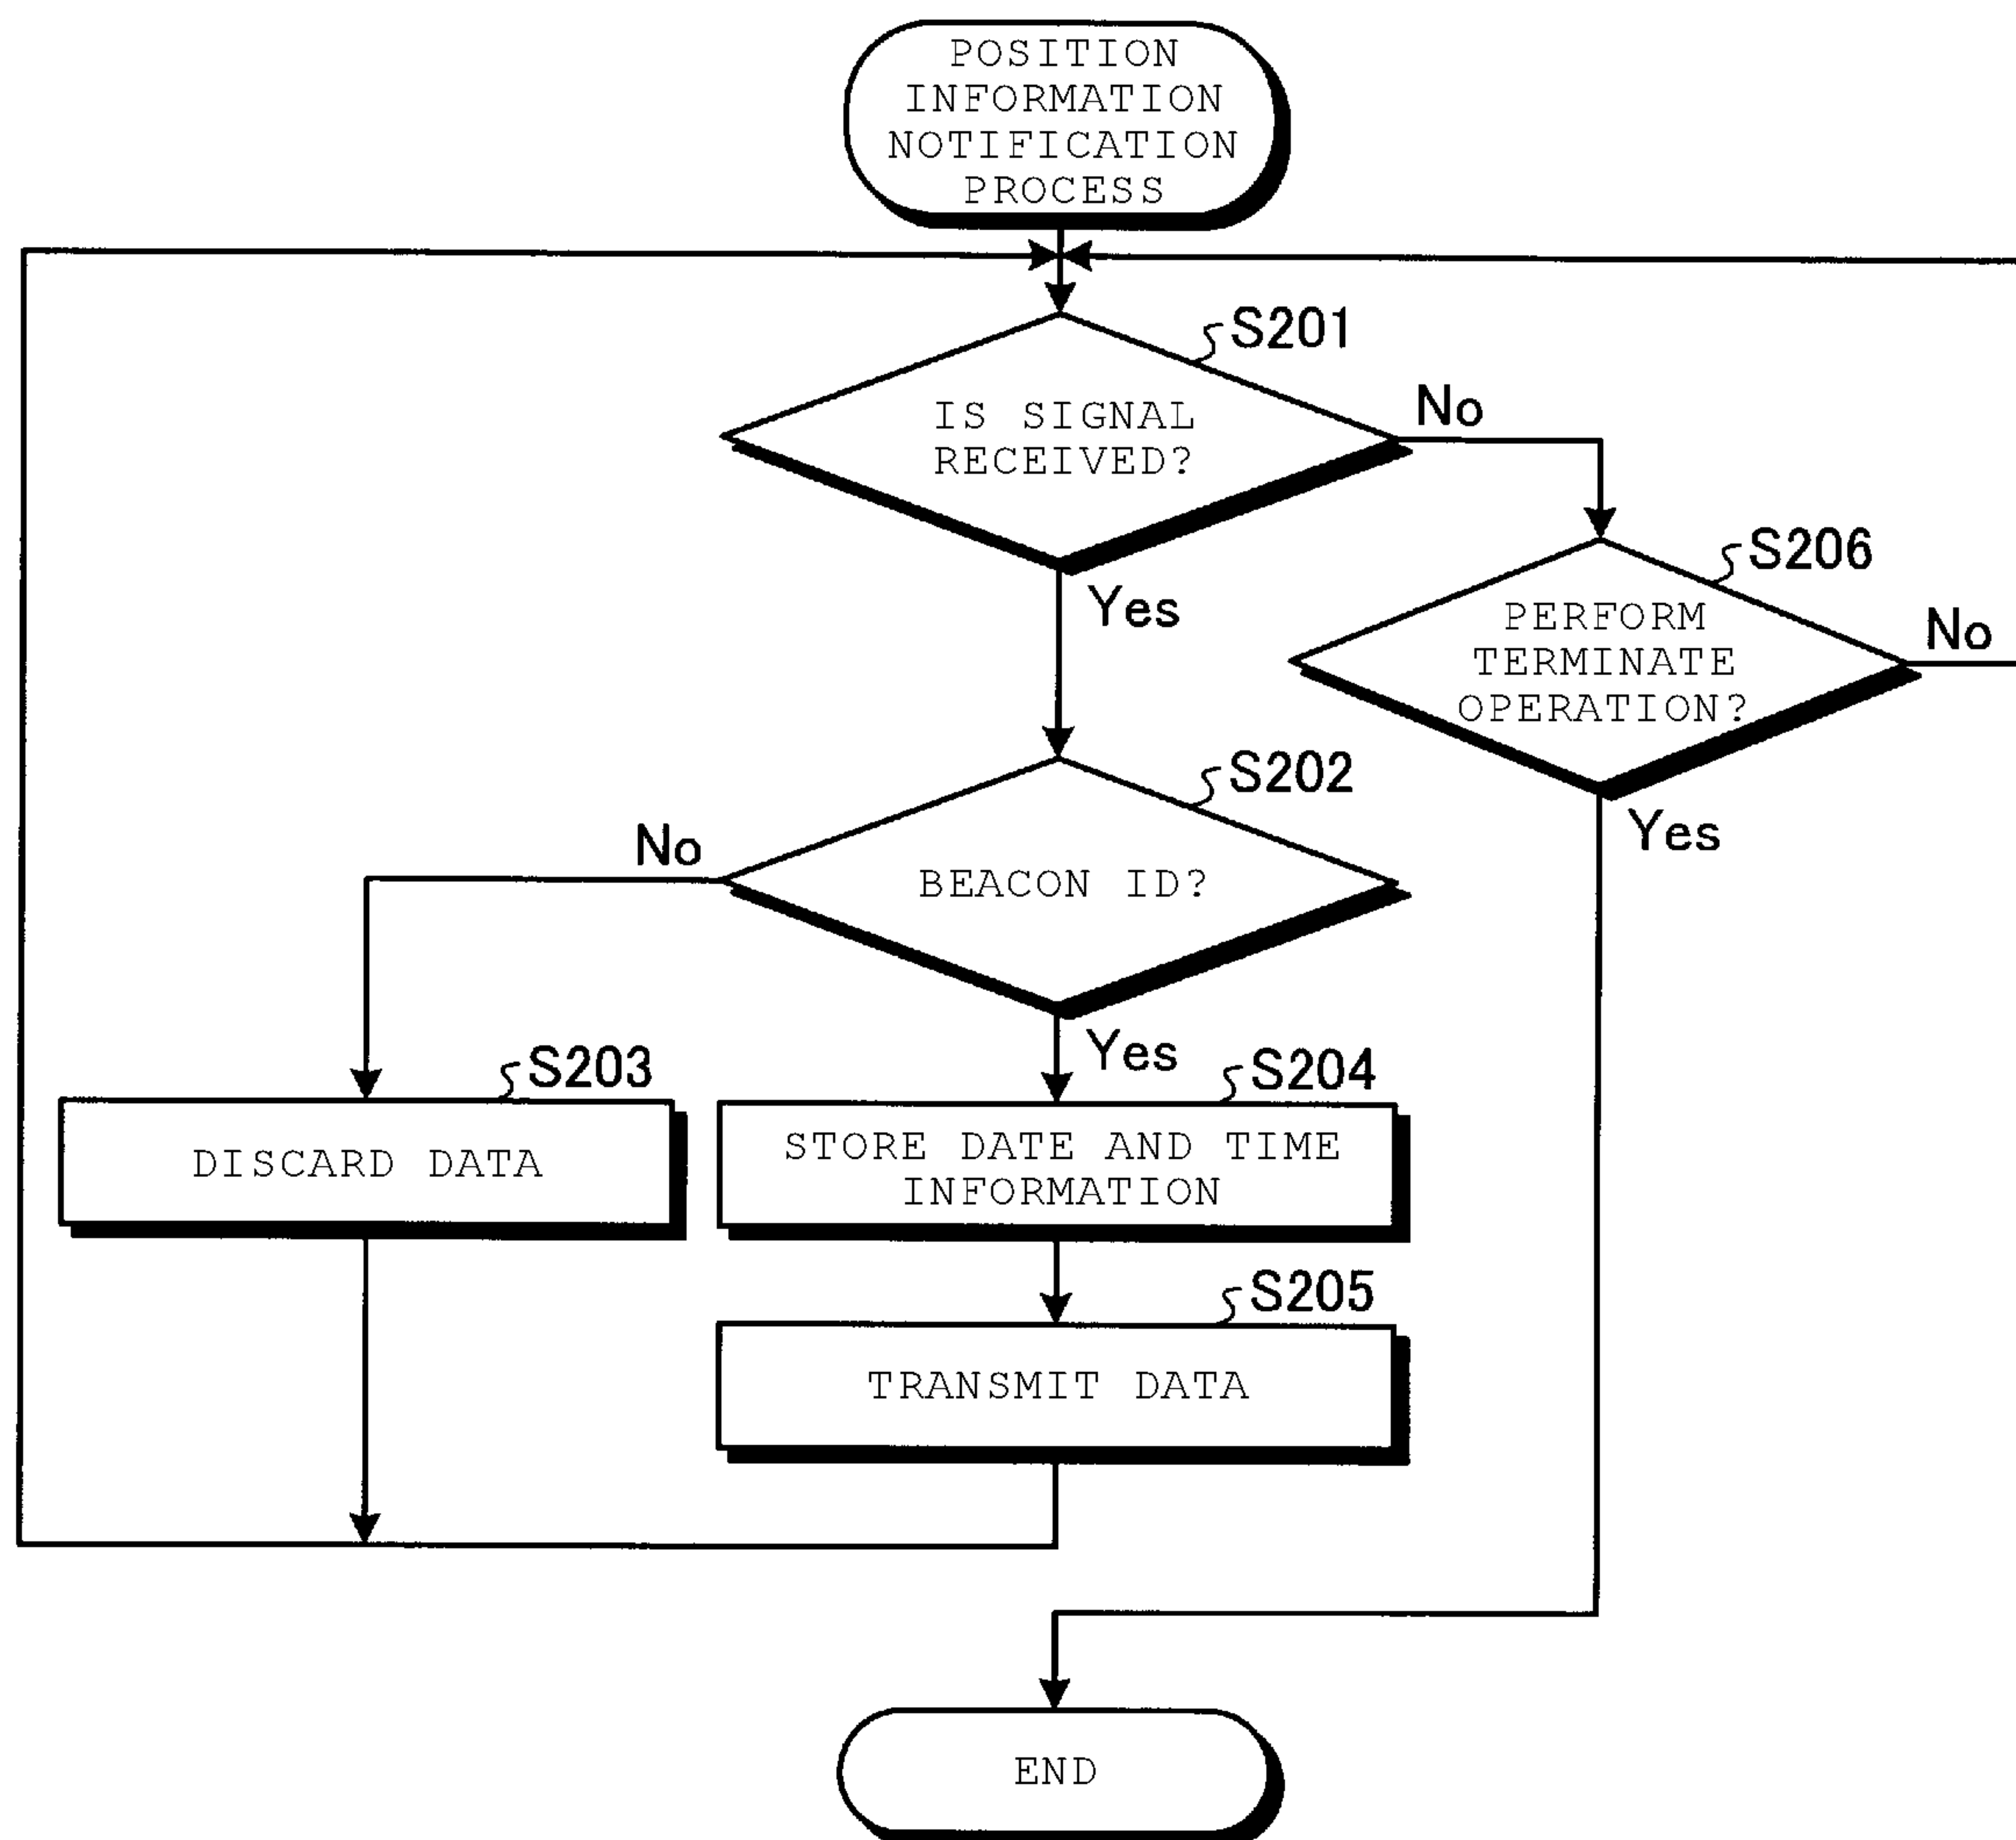 POSITION
INFORMATION
NOTIFICATION
PROCESS
S201
IS SIGNAL
RECEIVED?
No
Yes
S206
PERFORM
TERMINATE
OPERATION?
No
Yes
S202
BEACON ID?
No
Yes
S203
DISCARD DATA
S204
STORE DATE AND TIME
INFORMATION
S205
TRANSMIT DATA
END